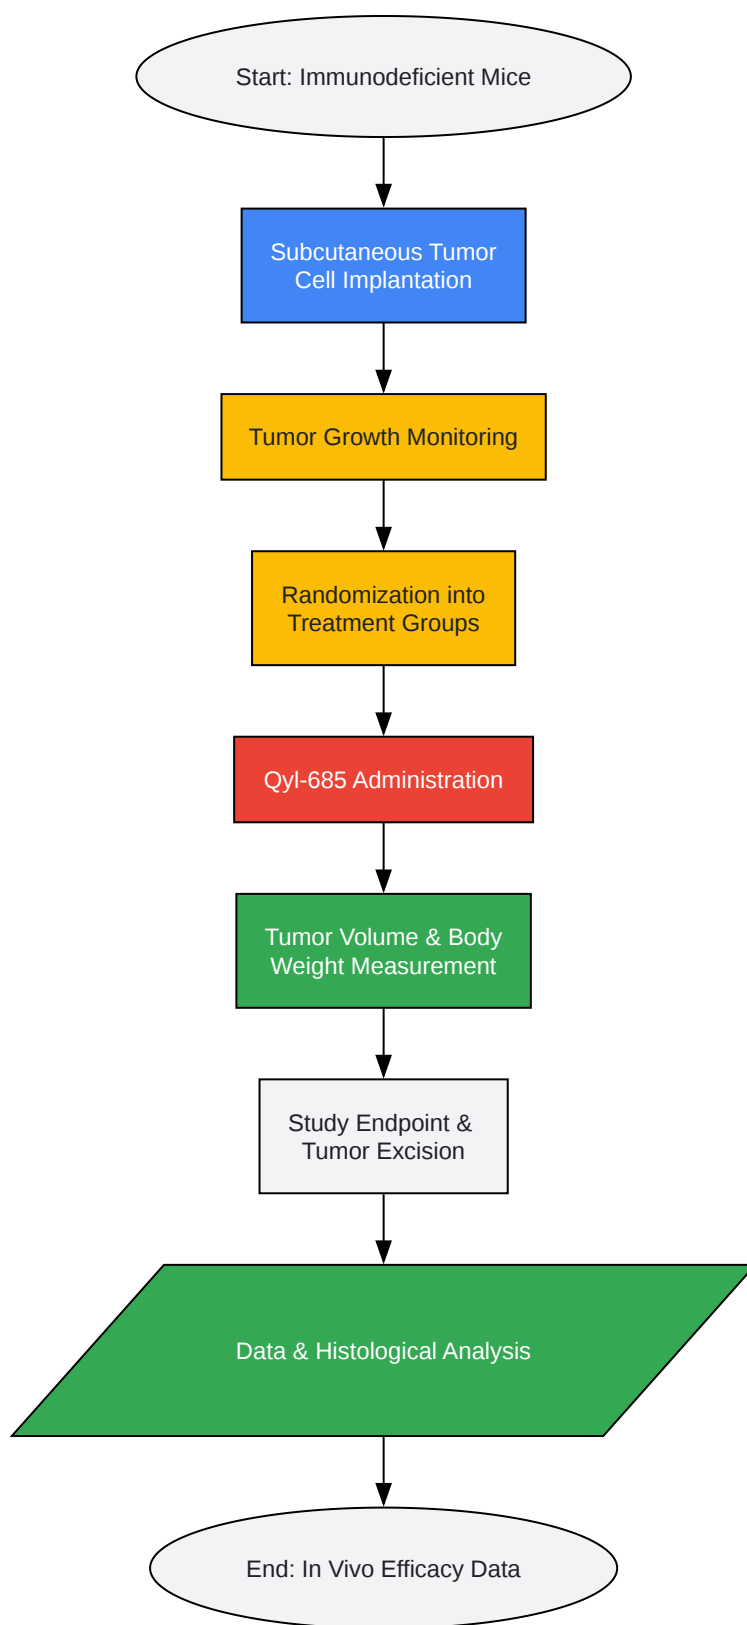 Start: Immunodeficient Mice
Subcutaneous Tumor
Cell Implantation
Tumor Growth Monitoring
Randomization into
Treatment Groups
Qyl-685 Administration
Tumor Volume & Body
Weight Measurement
Study Endpoint &
Tumor Excision
Data & Histological Analysis
End: In Vivo Efficacy Data